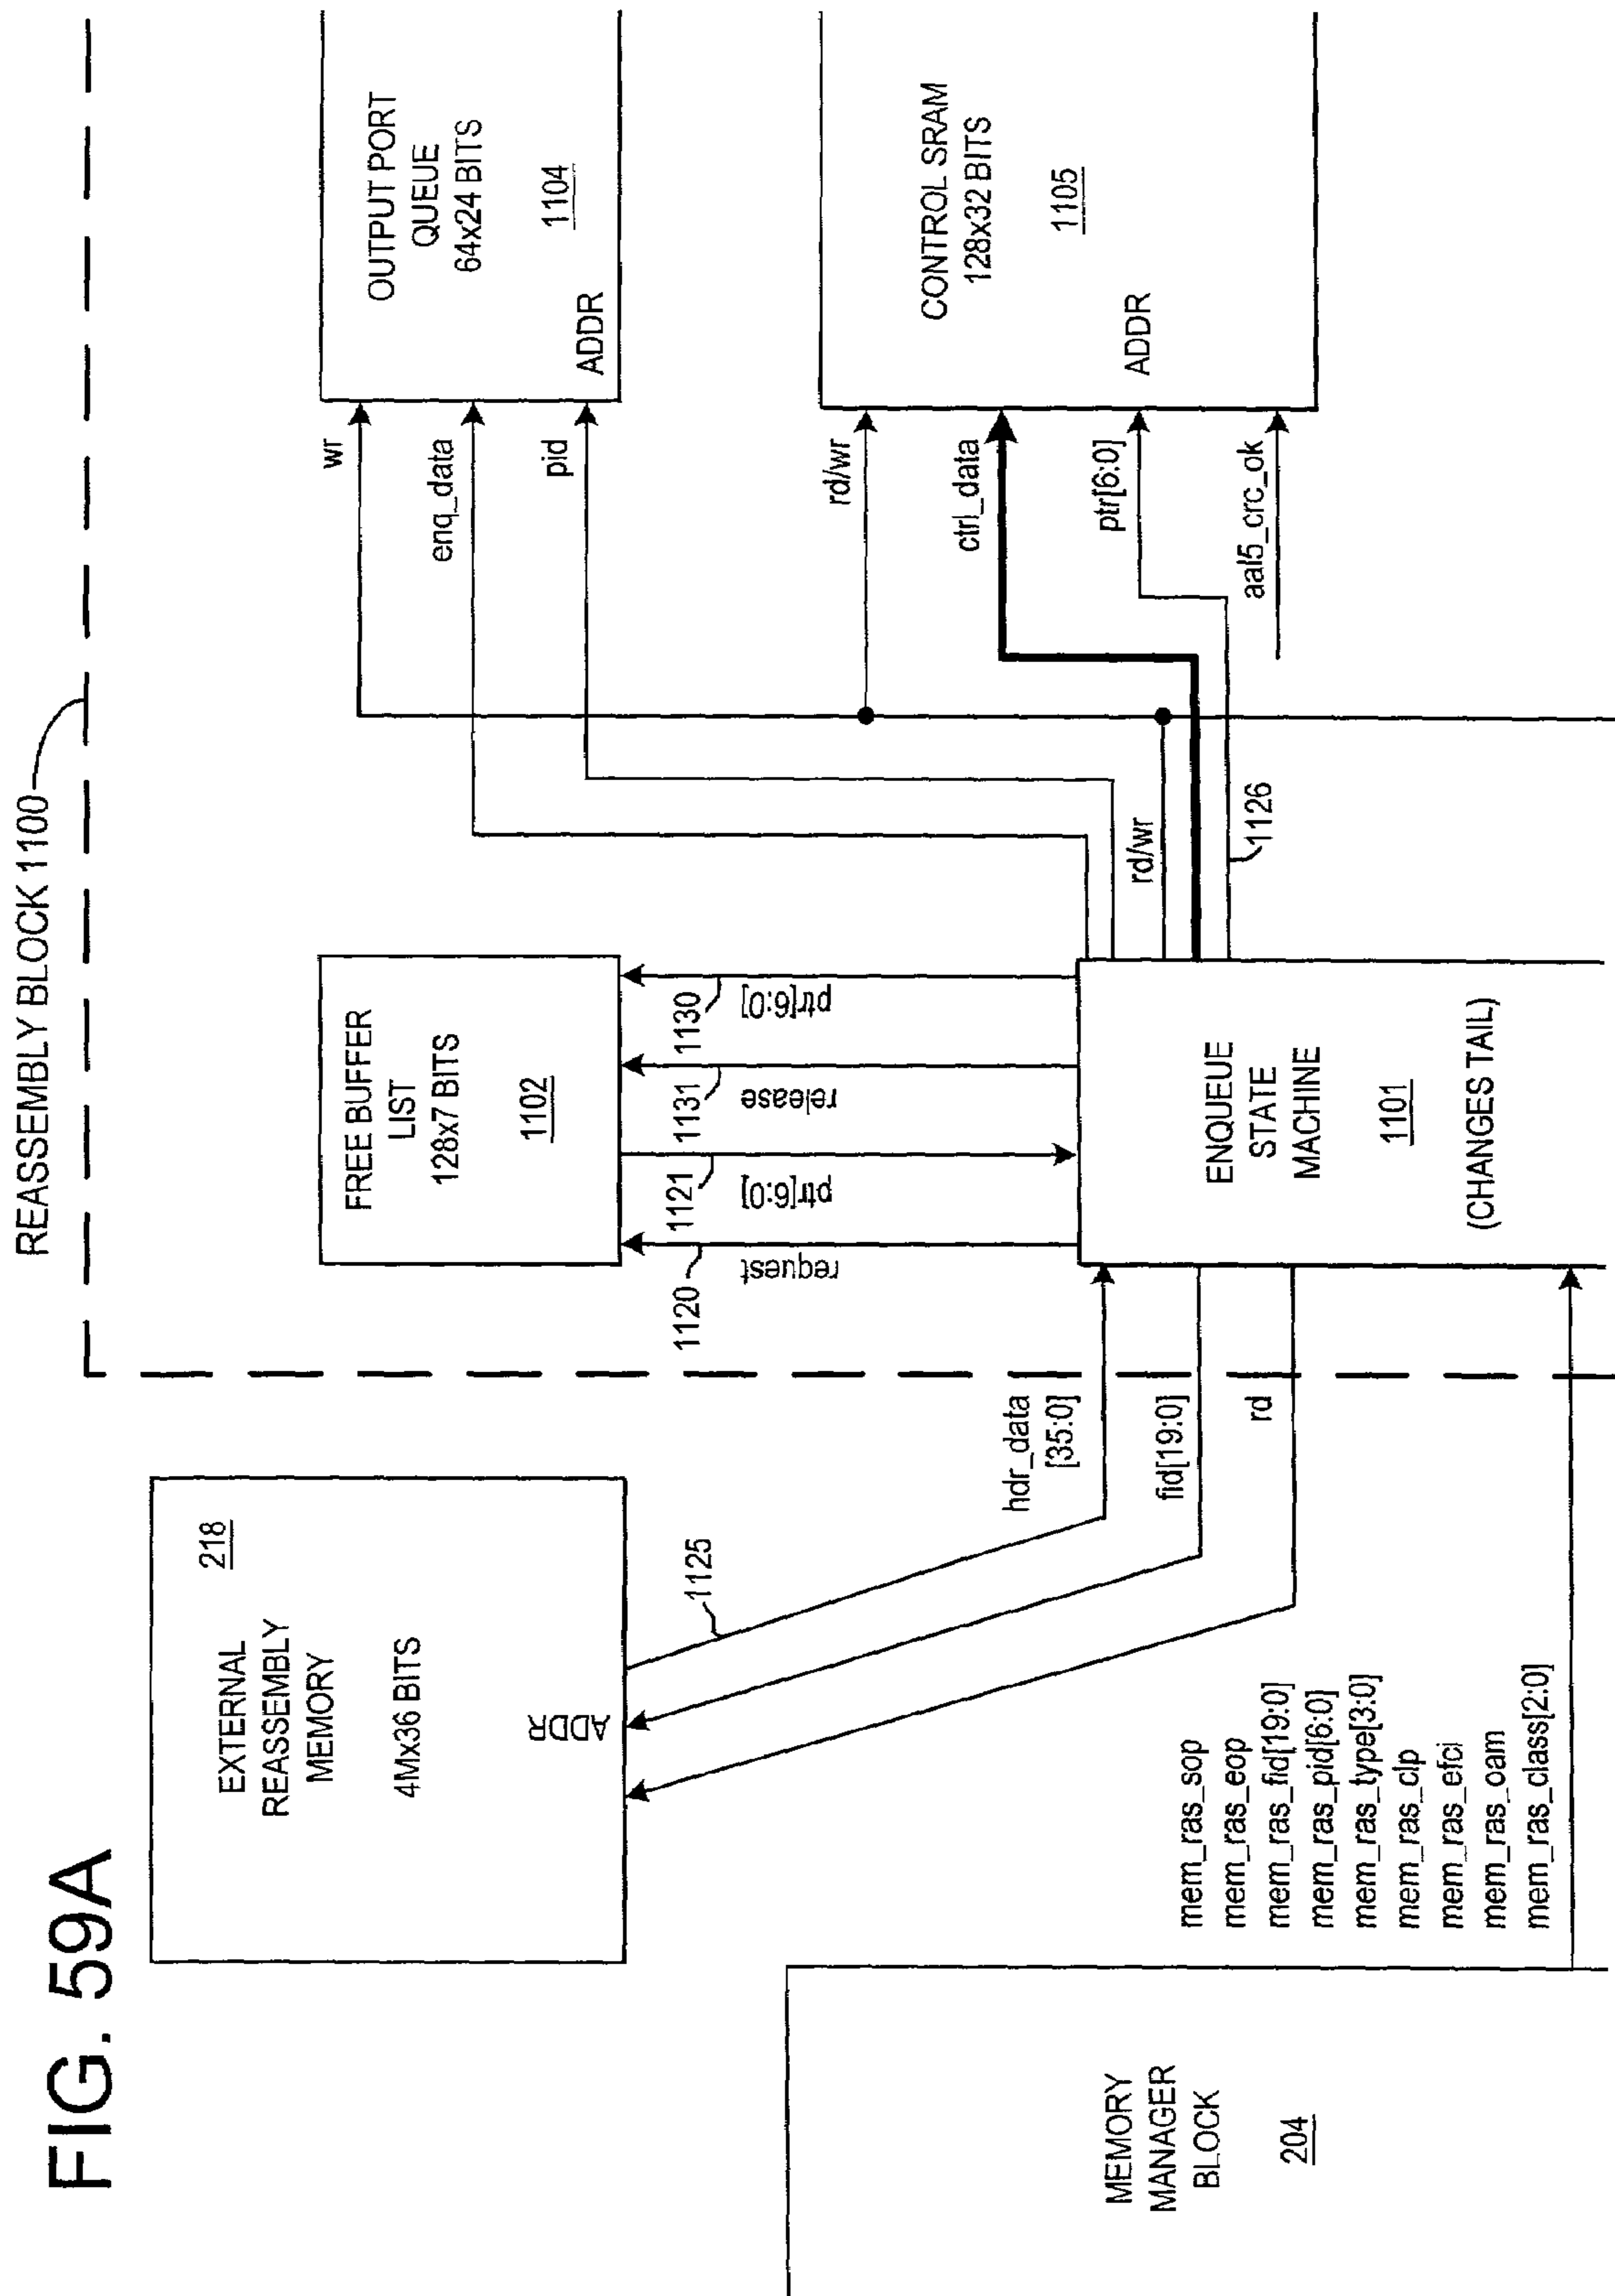 FIG. 59A
REASSEMBLY BLOCK 1100
EXTERNAL
REASSEMBLY
MEMORY
218
4Mx36 BITS
ADDR
1125
hdr_data
[35:0]
fid[19:0]
rd
FREE BUFFER
LIST
128x7 BITS
1102
1120
request
1121
ptr[6:0]
1131
release
1130
ptr[6:0]
OUTPUT PORT
QUEUE
64x24 BITS
1104
ADDR
wr
enq_data
pid
CONTROL SRAM
128x32 BITS
1105
ADDR
rd/wr
ctrl_data
ptr[6:0]
aal5_crc_ok
rd/wr
1126
ENQUEUE
STATE
MACHINE
1101
(CHANGES TAIL)
MEMORY
MANAGER
BLOCK
204
mem_ras_sop
mem_ras_eop
mem_ras_fid[19:0]
mem_ras_pid[6:0]
mem_ras_type[3:0]
mem_ras_clp
mem_ras_efci
mem_ras_oam
mem_ras_class[2:0]